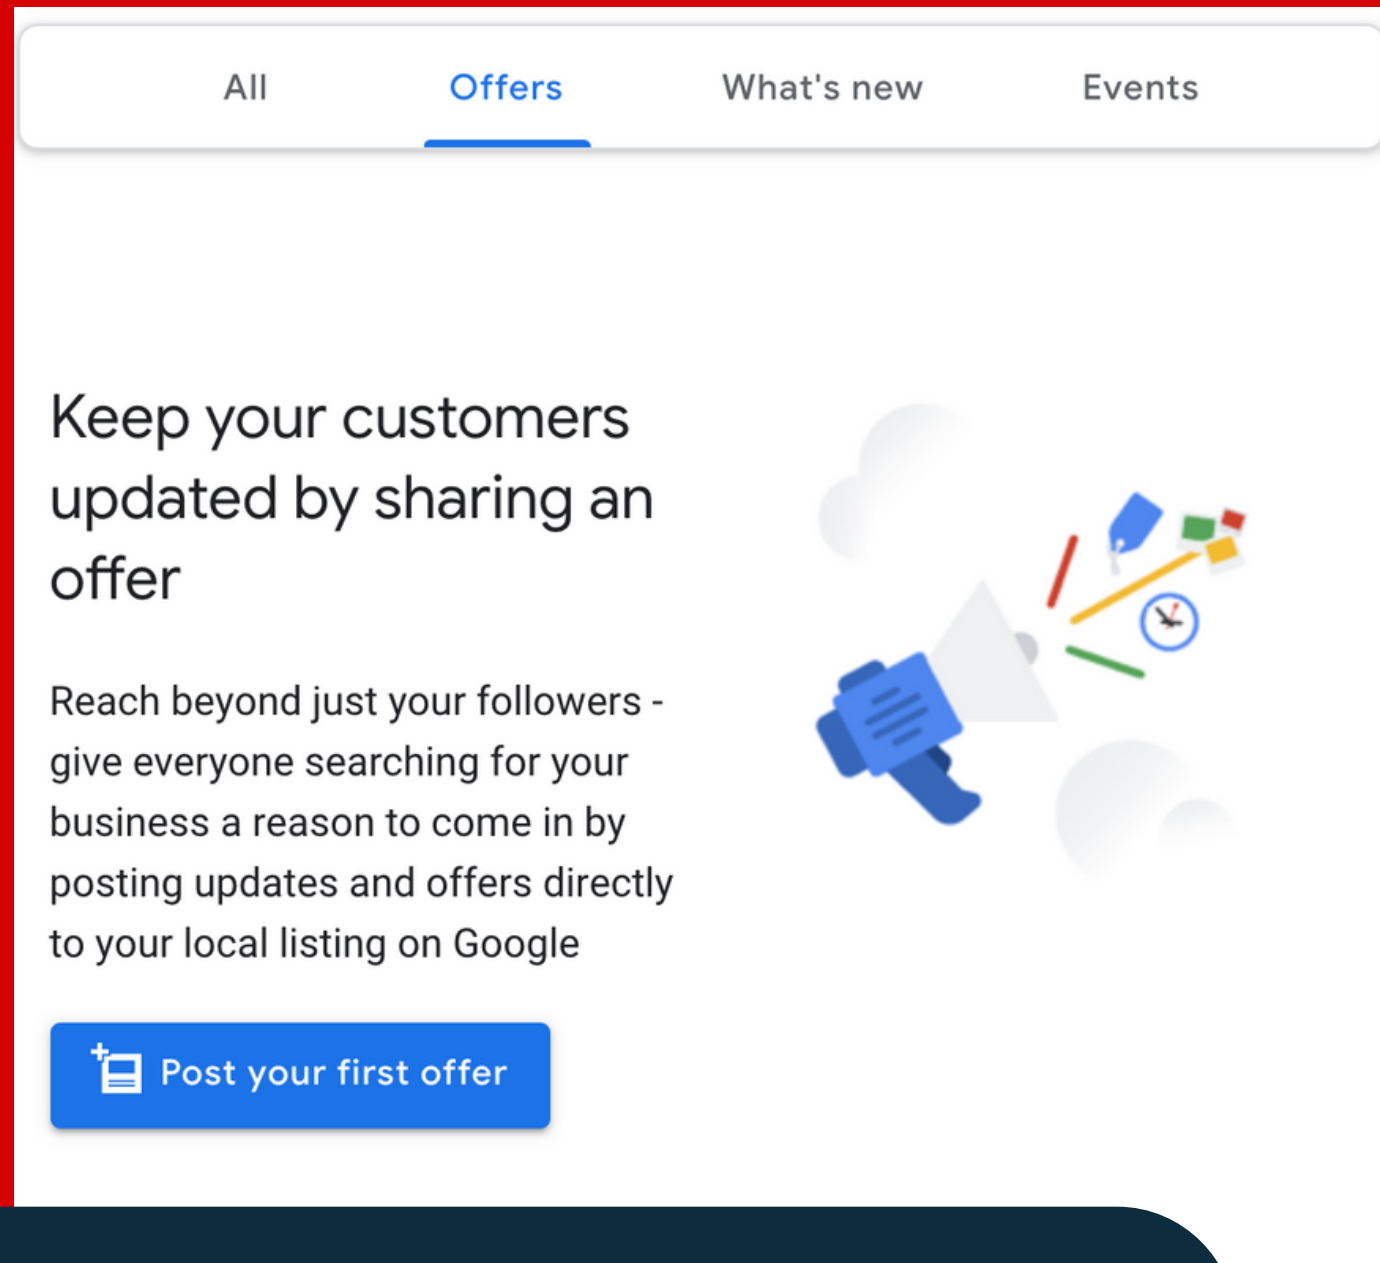 All Offers What's new Events
Keep your customers
updated by sharing an
offer
Reach beyond just your followers -
give everyone searching for your
business a reason to come in by
posting updates and offers directly
to your local listing on Google
Post your first offer